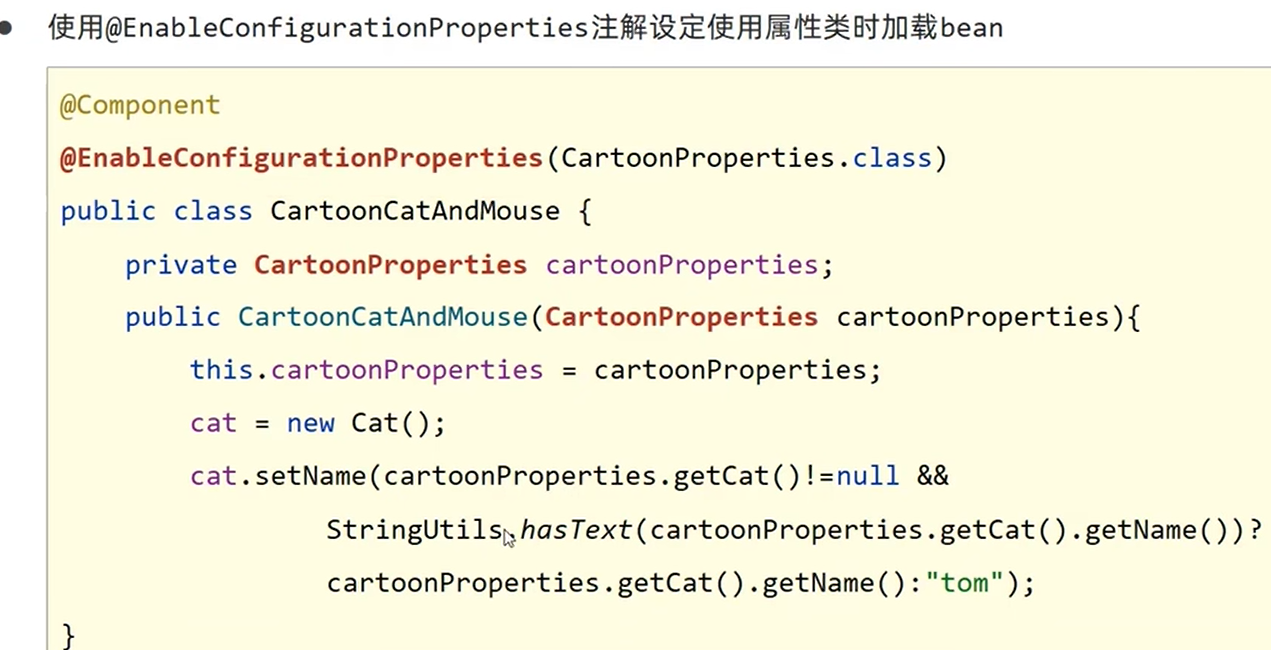 使用@EnableConfigurationProperties注解设定使用属性类时加载bean
@Component
@EnableConfigurationProperties(CartoonProperties.class)
public class CartoonCatAndMouse {
    private CartoonProperties cartoonProperties;
    public CartoonCatAndMouse(CartoonProperties cartoonProperties){
        this.cartoonProperties = cartoonProperties;
        cat = new Cat();
        cat.setName(cartoonProperties.getCat()!=null &&
                StringUtils.hasText(cartoonProperties.getCat().getName())?
                cartoonProperties.getCat().getName():"tom");
}